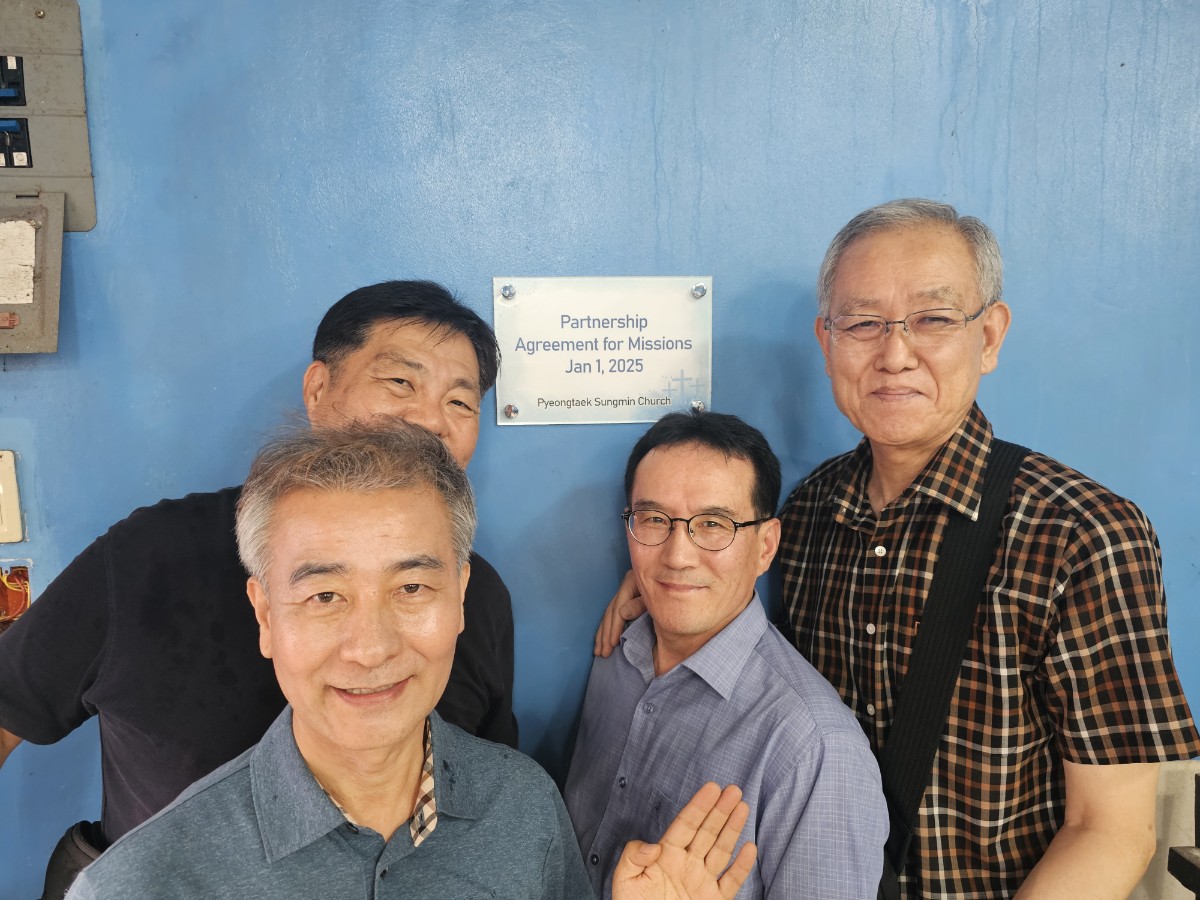 Partnership
Agreement for Missions
Jan 1, 2025
Pyeongtaek Sungmin Church